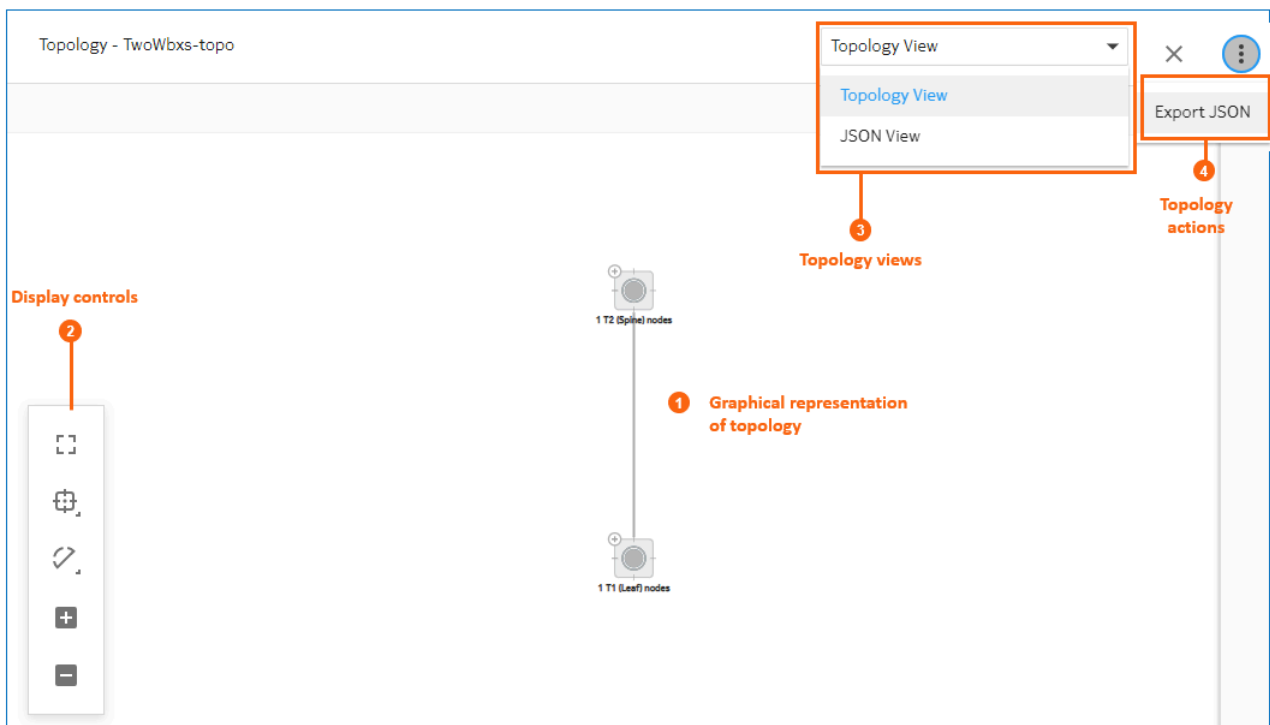 Topology - TwoWbxs-topo
Topology View
Topology View
JSON View
Export JSON
4
Topology
actions
3
Topology views
1 T2 (Spine) nodes
Display controls
2
1
Graphical representation
of topology
1 T1 (Leaf) nodes